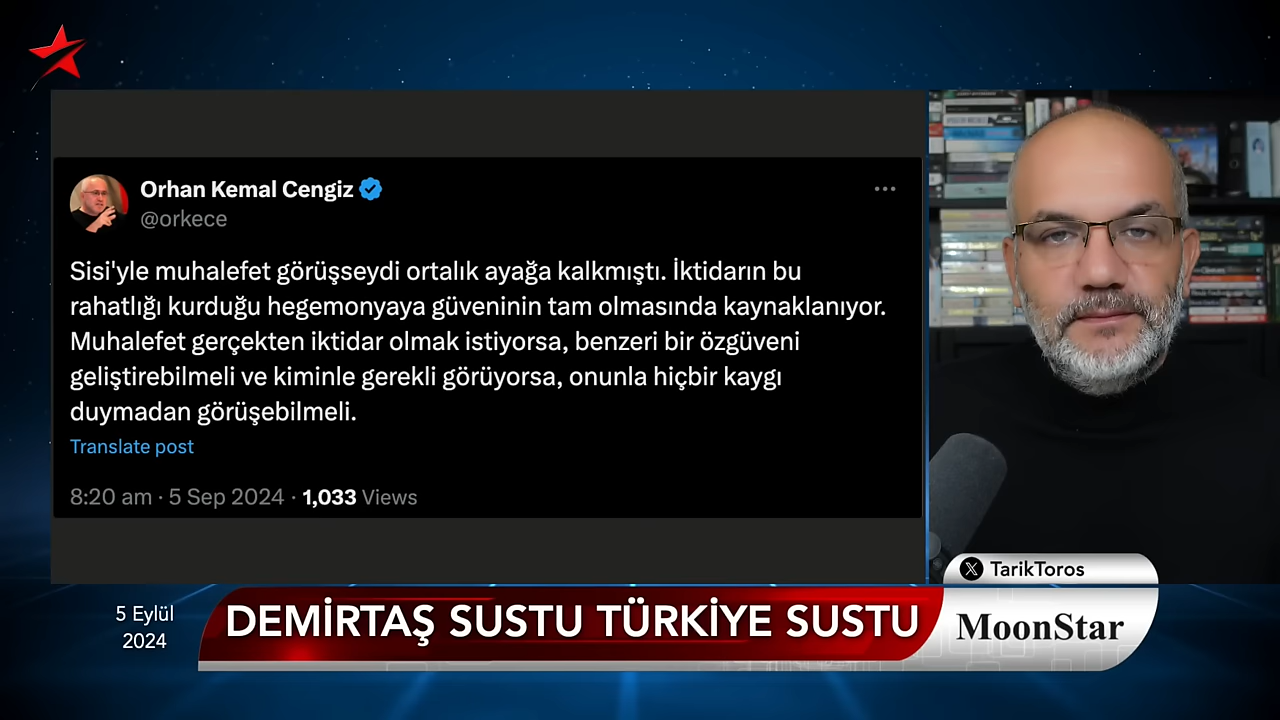 Orhan Kemal Cengiz
@orkece
Sisi'yle muhalefet görüşseydi ortalık ayağa kalkmıştı. İktidarın bu
rahatlığı kurduğu hegemonyaya güveninin tam olmasında kaynaklanıyor.
Muhalefet gerçekten iktidar olmak istiyorsa, benzeri bir özgüveni
geliştirebilmeli ve kiminle gerekli görüyorsa, onunla hiçbir kaygı
duymadan görüşebilmeli.
Translate post
8:20 am · 5 Sep 2024 · 1,033 Views
X TarikToros
5 Eylül
2024
DEMİRTAŞ SUSTU TÜRKİYE SUSTU
MoonStar